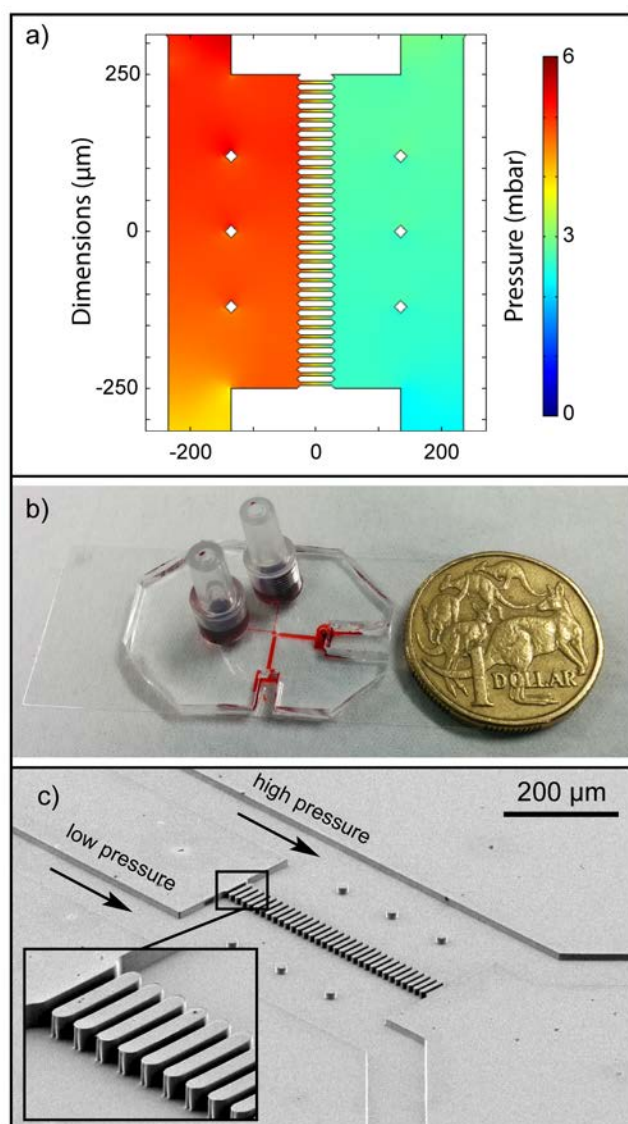 a)
250
0
-250
Dimensions (µm)
-200
0
200
6
3
0
Pressure (mbar)
b)
1
DOLLAR
c)
high pressure
low pressure
200 µm